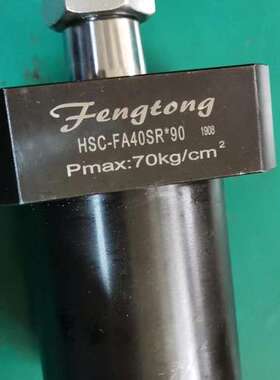 Fengtong
HSC-FA40SR*90 1908
Pmax:70kg/cm²